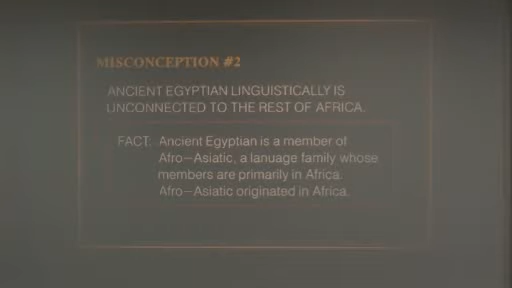 MISCONCEPTION #2
ANCIENT EGYPTIAN LINGUISTICALLY IS
UNCONNECTED TO THE REST OF AFRICA.
FACT: Ancient Egyptian is a member of
Afro—Asiatic, a lanuage family whose
members are primarily in Africa.
Afro—Asiatic originated in Africa.